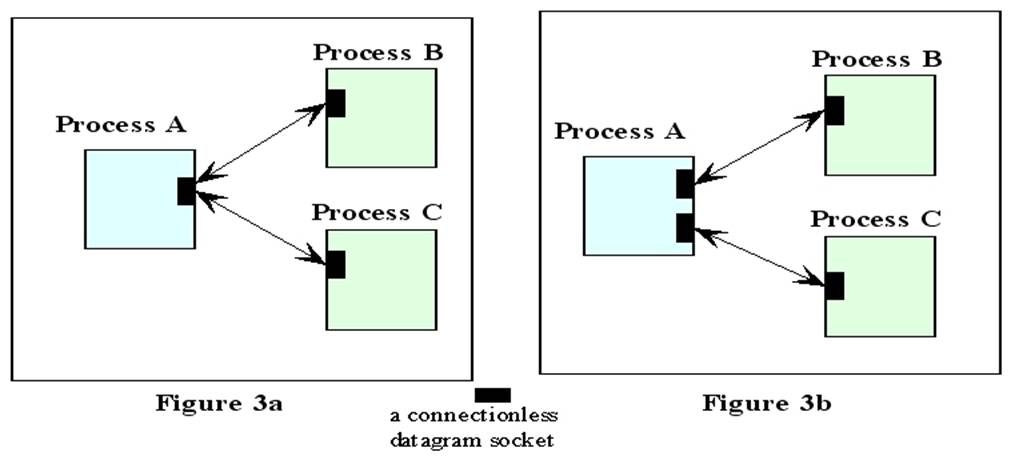 Process B
Process A
Process C
Figure 3a
Process B
Process A
Process C
Figure 3b
a connectionless
datagram socket